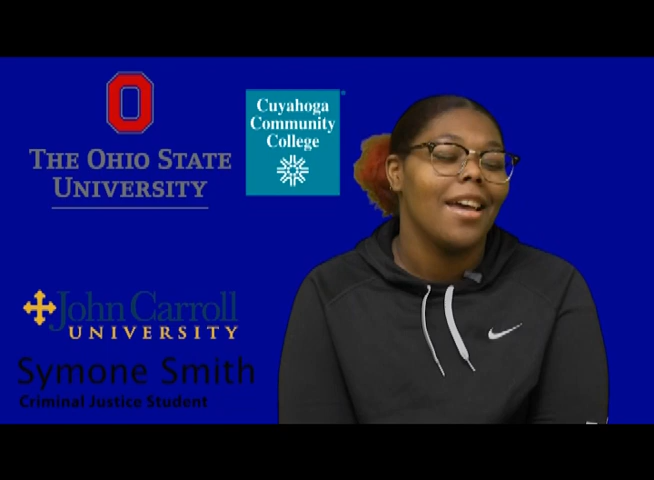 THE OHIO STATE
UNIVERSITY
Cuyahoga
Community
College
John Carroll
UNIVERSITY
Symone Smith
Criminal Justice Student